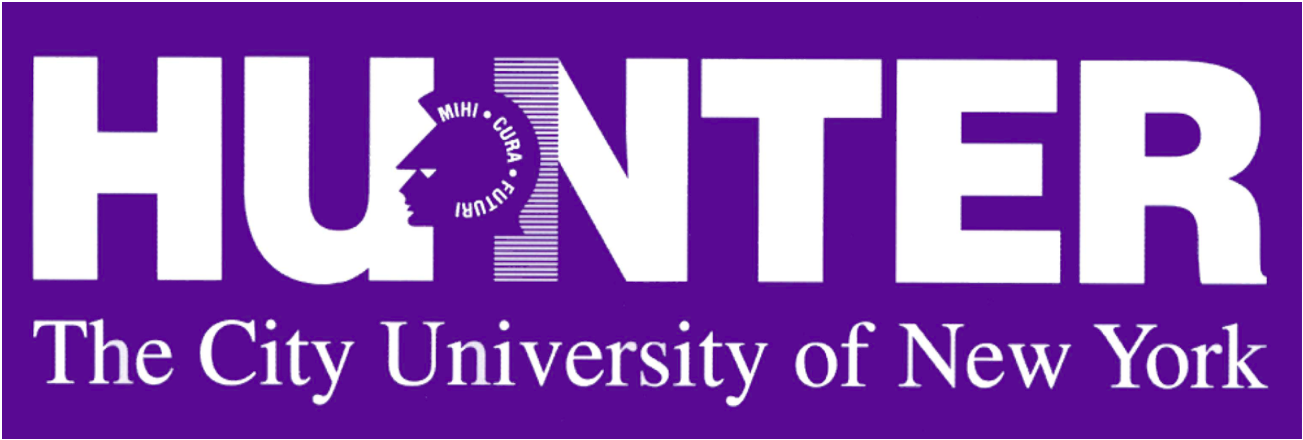 HUNTER
MIHI • CURA • FUTURI
The City University of New York